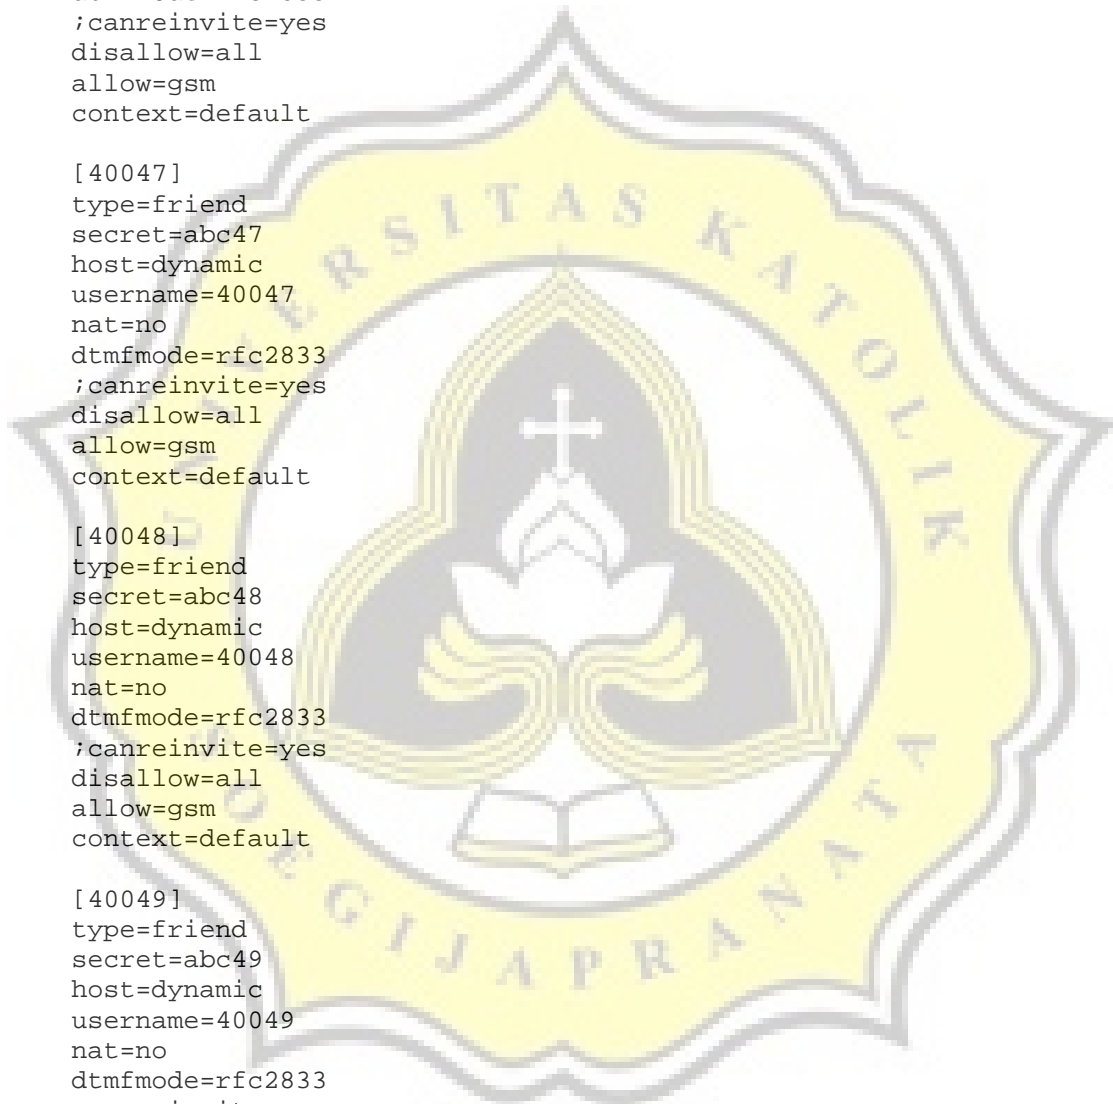 ;canreinvite=yes
disallow=all
allow=gsm
context=default
[40047]
type=friend
secret=abc47
host=dynamic
username=40047
nat=no
dtmfmode=rfc2833
;canreinvite=yes
disallow=all
allow=gsm
context=default
[40048]
type=friend
secret=abc48
host=dynamic
username=40048
nat=no
dtmfmode=rfc2833
;canreinvite=yes
disallow=all
allow=gsm
context=default
[40049]
type=friend
secret=abc49
host=dynamic
username=40049
nat=no
dtmfmode=rfc2833
UNIVERSITAS KATOLIK
SOEGIJAPRANATA